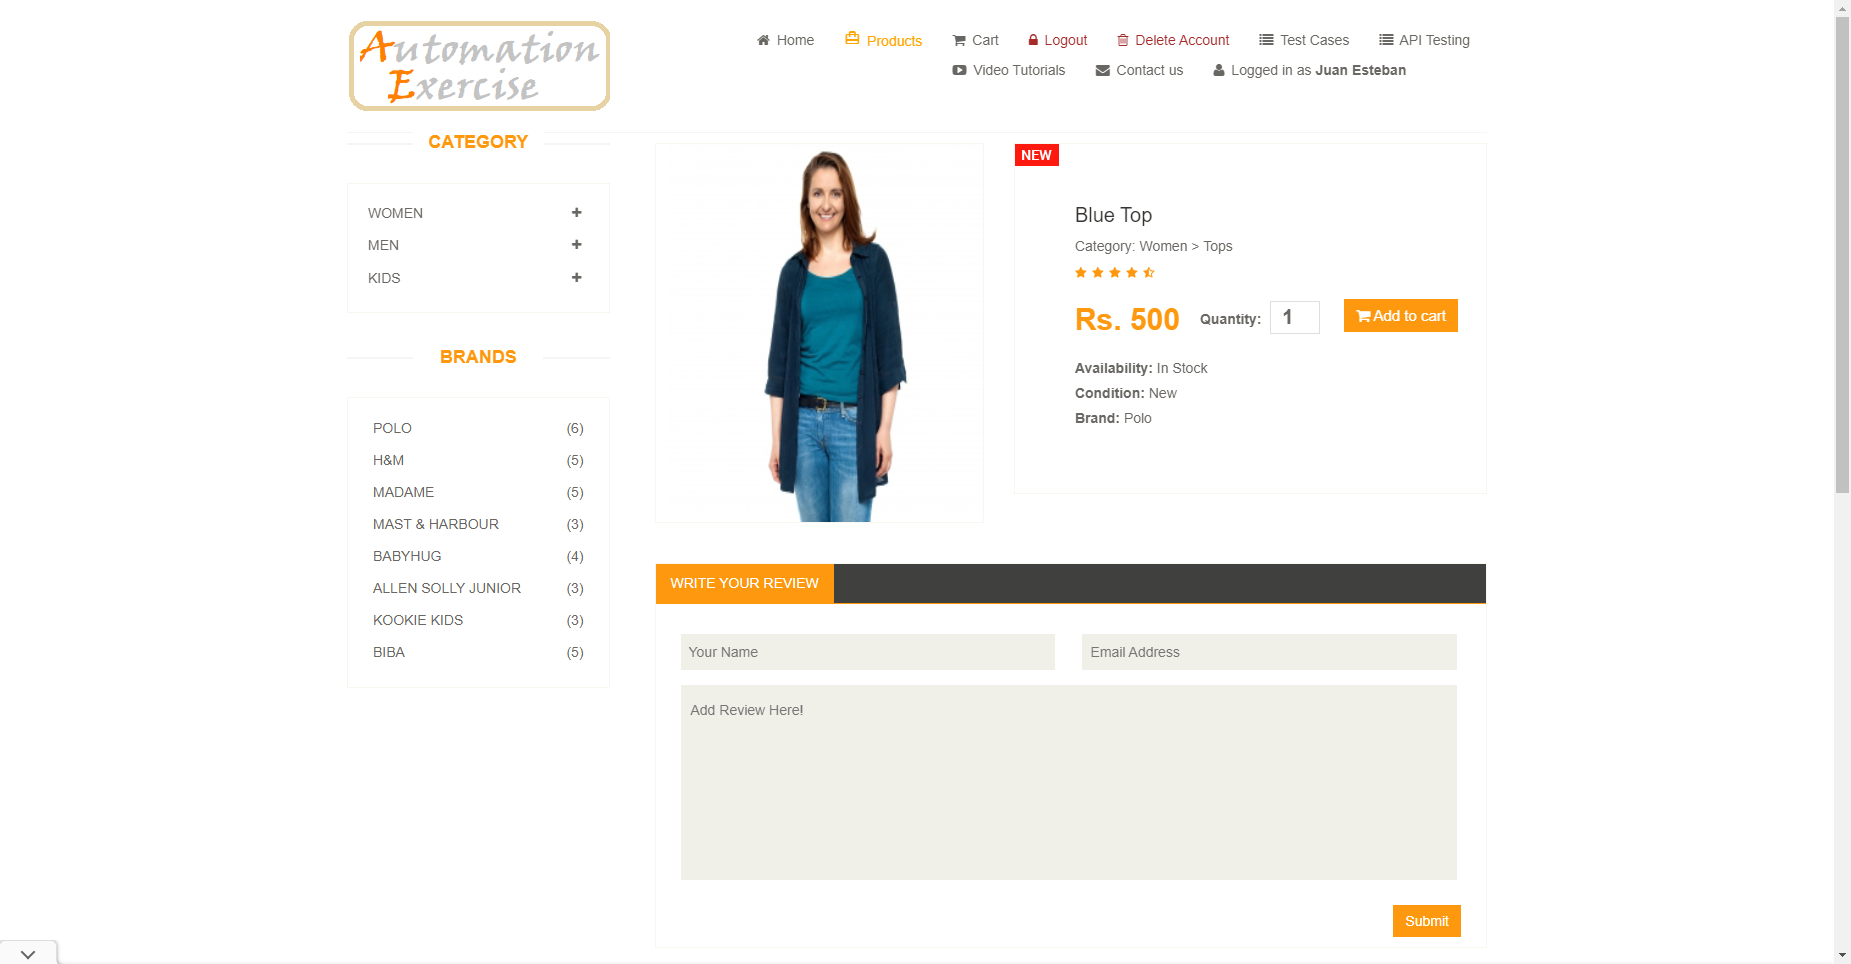 Automation
Exercise
Home
Products
Cart
Logout
Delete Account
Test Cases
API Testing
Video Tutorials
Contact us
Logged in as Juan Esteban
CATEGORY
WOMEN
MEN
KIDS
BRANDS
POLO (6)
H&M (5)
MADAME (5)
MAST & HARBOUR (3)
BABYHUG (4)
ALLEN SOLLY JUNIOR (3)
KOOKIE KIDS (3)
BIBA (5)
NEW
Blue Top
Category: Women > Tops
Rs. 500
Quantity: 1
Add to cart
Availability: In Stock
Condition: New
Brand: Polo
WRITE YOUR REVIEW
Your Name
Email Address
Add Review Here!
Submit